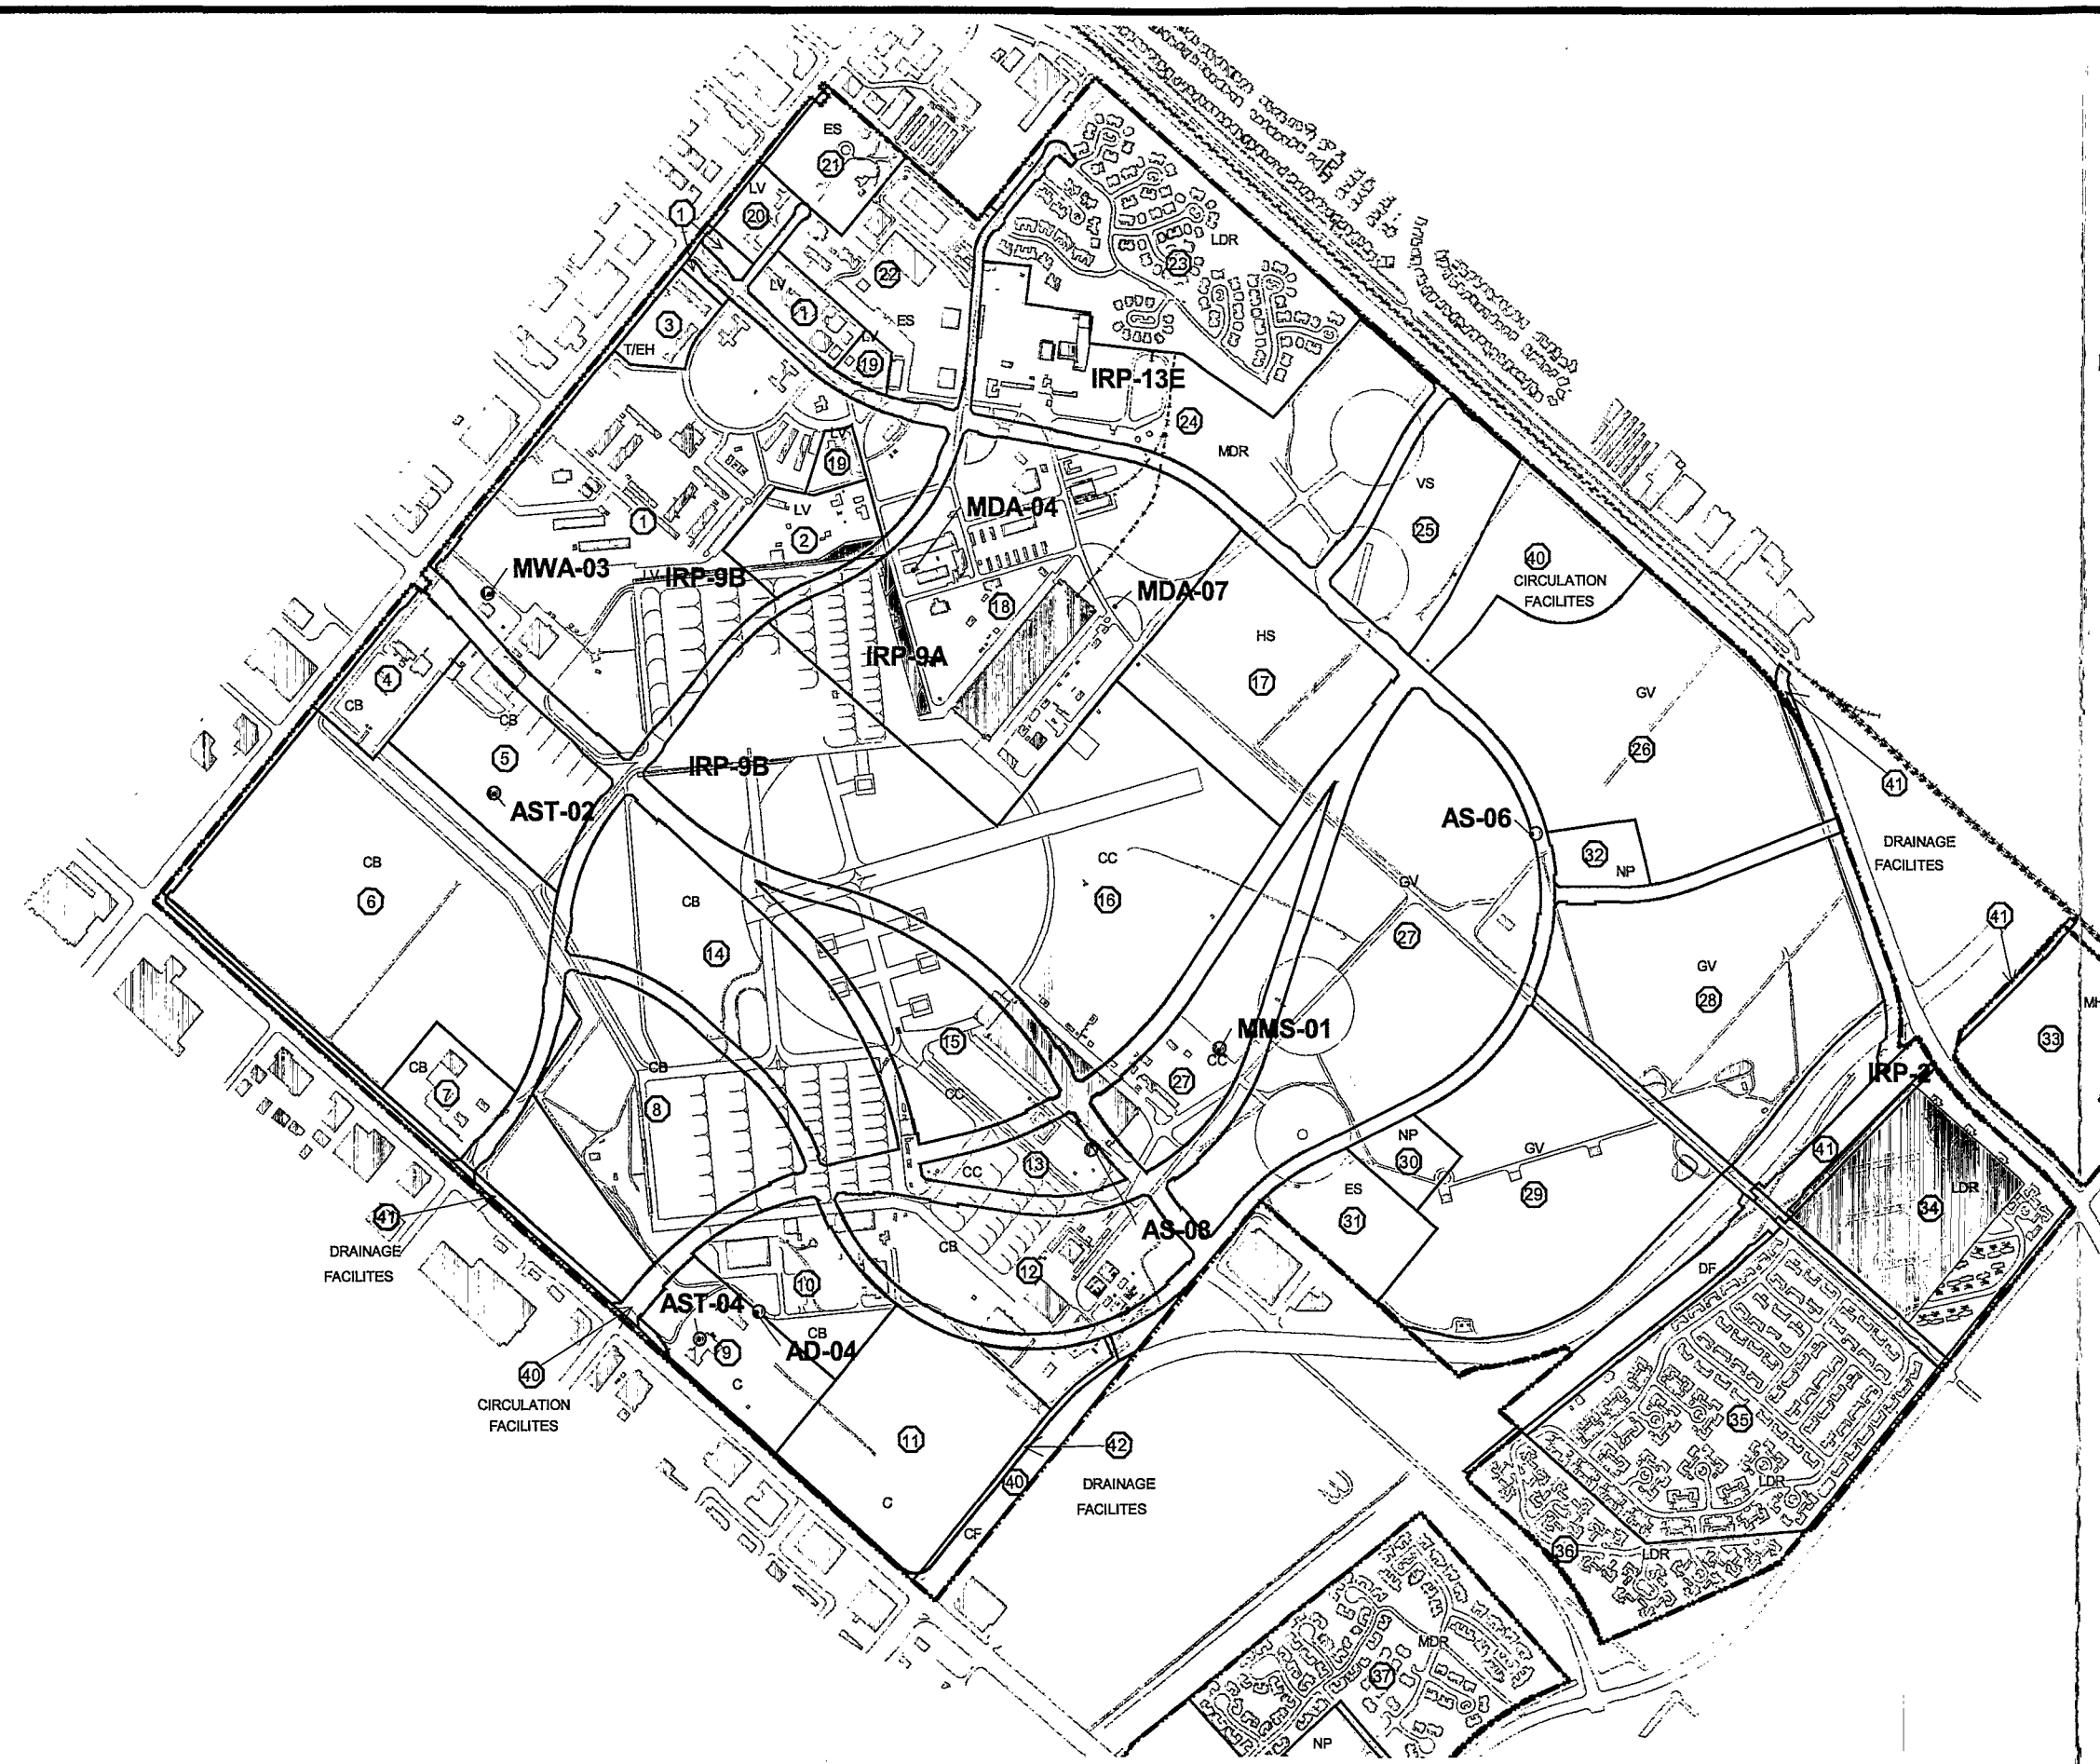 ES
21
LV
20
1
LDR
23
22
LV
1
3
ES
T/EH
LV
19
IRP-13E
24
MDR
LV
19
VS
25
MDA-04
1
LV
2
40
CIRCULATION
FACILITES
MWA-03
LV
IRP-9B
MDA-07
18
HS
IRP-9A
17
4
GV
CB
CB
26
5
IRP-9B
41
AST-02
AS-06
DRAINAGE
FACILITES
32
NP
CB
CC
GV
6
CB
16
41
27
14
GV
28
MH
MMS-01
15
33
CC
CB
CB
27
IRP-2
7
CC
8
NP
GV
41
30
CC
13
LDR
ES
29
34
41
31
AS-08
DRAINAGE
FACILITES
CB
12
DF
10
AST-04
CB
AD-04
9
40
C
CIRCULATION
FACILITES
35
11
42
40
DRAINAGE
FACILITES
LDR
C
CF
36
LDR
MDR
37
NP